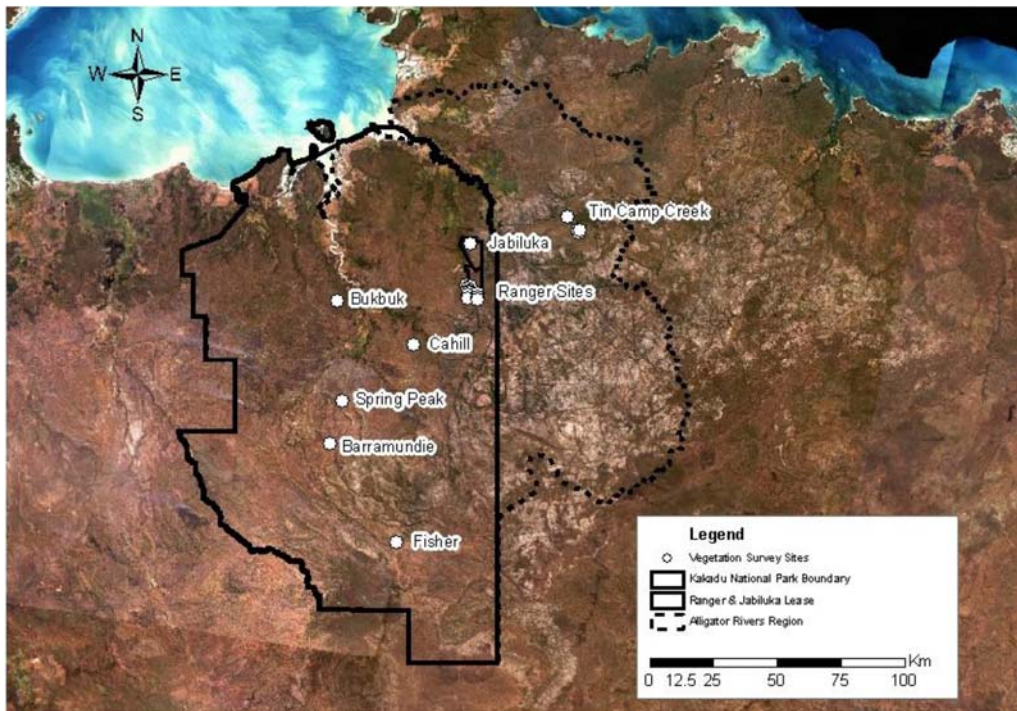 N
W E
S
Tin Camp Creek
Jabiluka
Bukbuk
Ranger Sites
Cahill
Spring Peak
Barramundie
Fisher
Legend
Vegetation Survey Sites
Kakadu National Park Boundary
Ranger & Jabiluka Lease
Alligator Rivers Region
Km
0 12.5 25 50 75 100